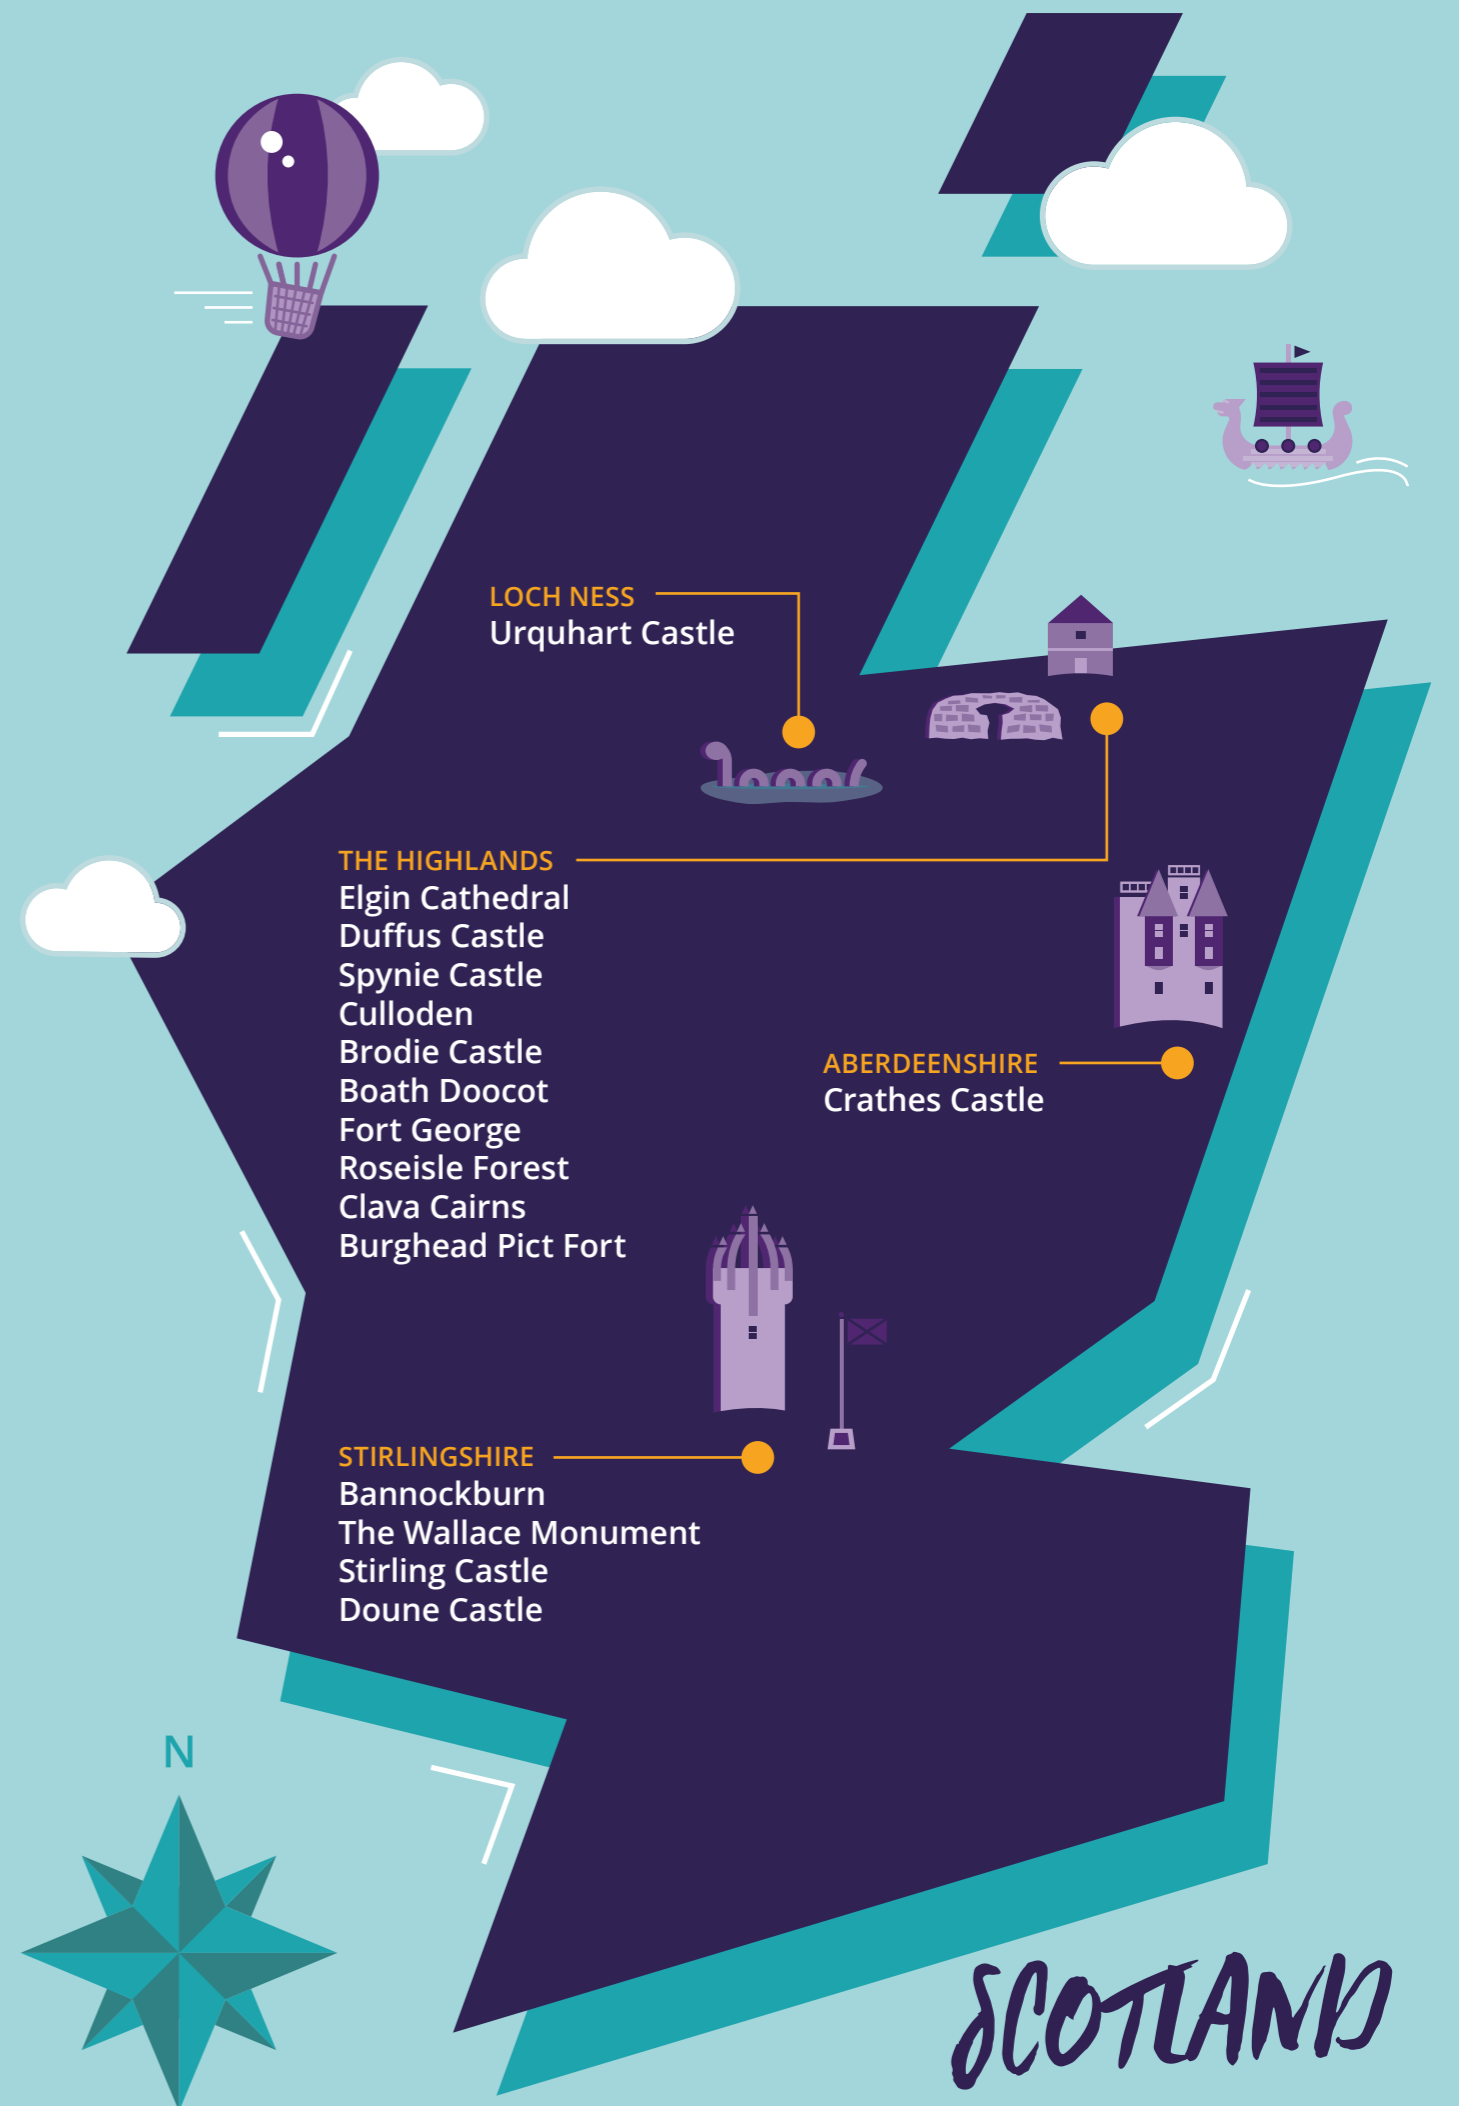 LOCH NESS
Urquhart Castle
THE HIGHLANDS
Elgin Cathedral
Duffus Castle
Spynie Castle
Culloden
Brodie Castle
Boath Doocot
Fort George
Roseisle Forest
Clava Cairns
Burghead Pict Fort
ABERDEENSHIRE
Crathes Castle
STIRLINGSHIRE
Bannockburn
The Wallace Monument
Stirling Castle
Doune Castle
N
SCOTLAND